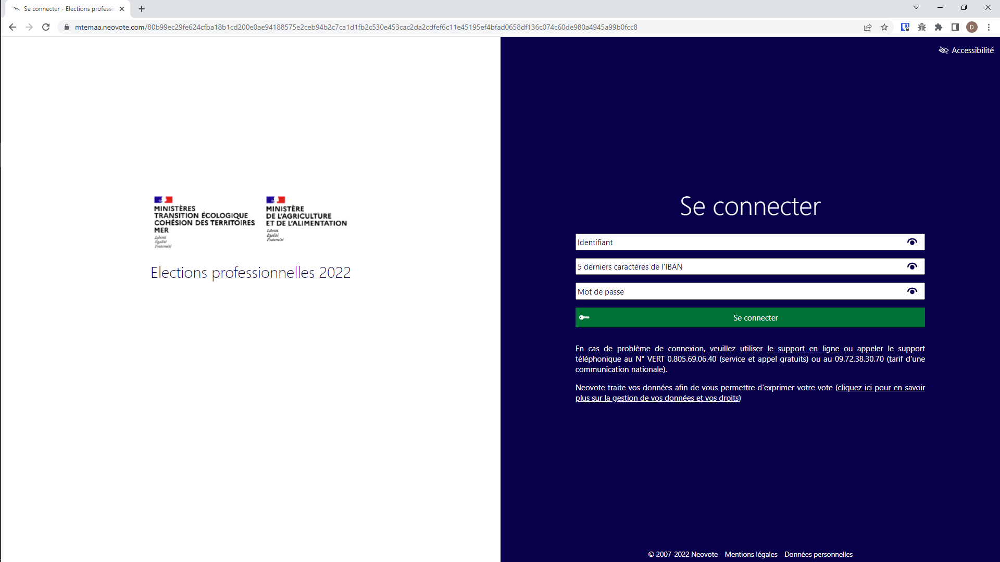 Se connecter - Elections professi
mtemaa.neovote.com/80b99ec29fe624cfba18b1cd200e0ae94188575e2ceb94b2c7ca1d1fb2c530e453cac2da2cdfef6c11e45195ef4bfad0658df136c074c60de980a4945a99b0fcc8
D
Accessibilité
MINISTÈRES
TRANSITION ÉCOLOGIQUE
COHÉSION DES TERRITOIRES
MER
Liberté
Égalité
Fraternité
MINISTÈRE
DE L'AGRICULTURE
ET DE L'ALIMENTATION
Liberté
Égalité
Fraternité
Elections professionnelles 2022
Se connecter
Identifiant
5 derniers caractères de l'IBAN
Mot de passe
Se connecter
En cas de problème de connexion, veuillez utiliser le support en ligne ou appeler le support
téléphonique au N° VERT 0.805.69.06.40 (service et appel gratuits) ou au 09.72.38.30.70 (tarif d'une
communication nationale).
Neovote traite vos données afin de vous permettre d'exprimer votre vote (cliquez ici pour en savoir
plus sur la gestion de vos données et vos droits)
© 2007-2022 Neovote Mentions légales Données personnelles